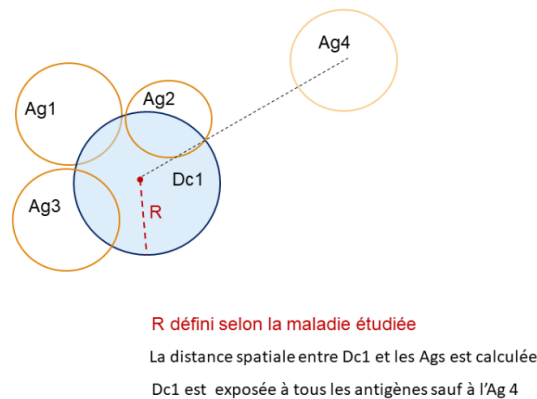 Ag4
Ag2
Ag1
Dc1
Ag3
R
R défini selon la maladie étudiée
La distance spatiale entre Dc1 et les Ags est calculée
Dc1 est exposée à tous les antigènes sauf à l’Ag 4